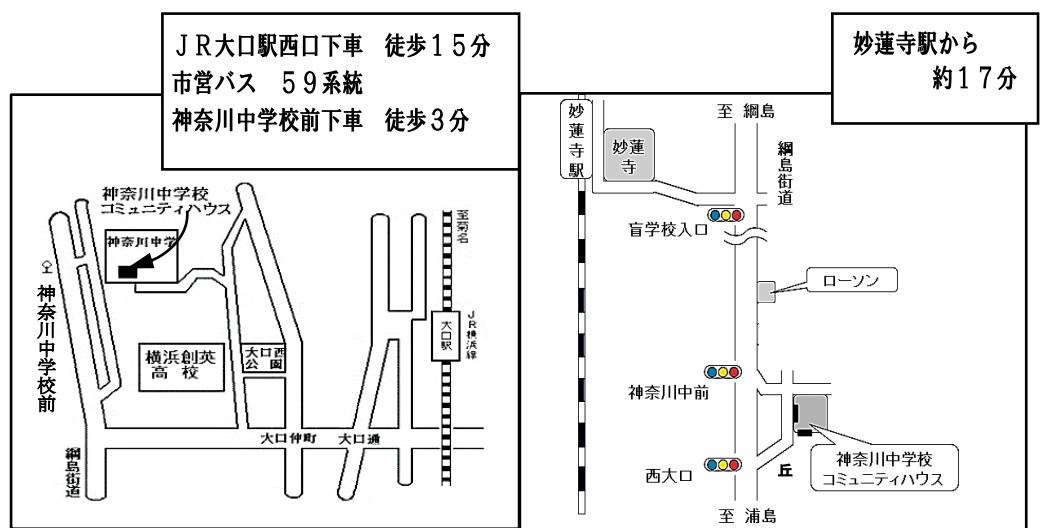 ＪＲ大口駅西口下車　徒歩１５分
市営バス　５９系統
神奈川中学校前下車　徒歩３分
神奈川中学校
コミュニティハウス
神奈川中学
神奈川中学校前
横浜創英
高校
大口西
公園
大口仲町
大口通
綱島街道
至菊名
大口駅
ＪＲ横浜線
妙蓮寺駅から
約１７分
妙蓮寺駅
妙蓮
寺
至 綱島
綱島街道
盲学校入口
ローソン
神奈川中前
西大口
丘
神奈川中学校
コミュニティハウス
至 浦島